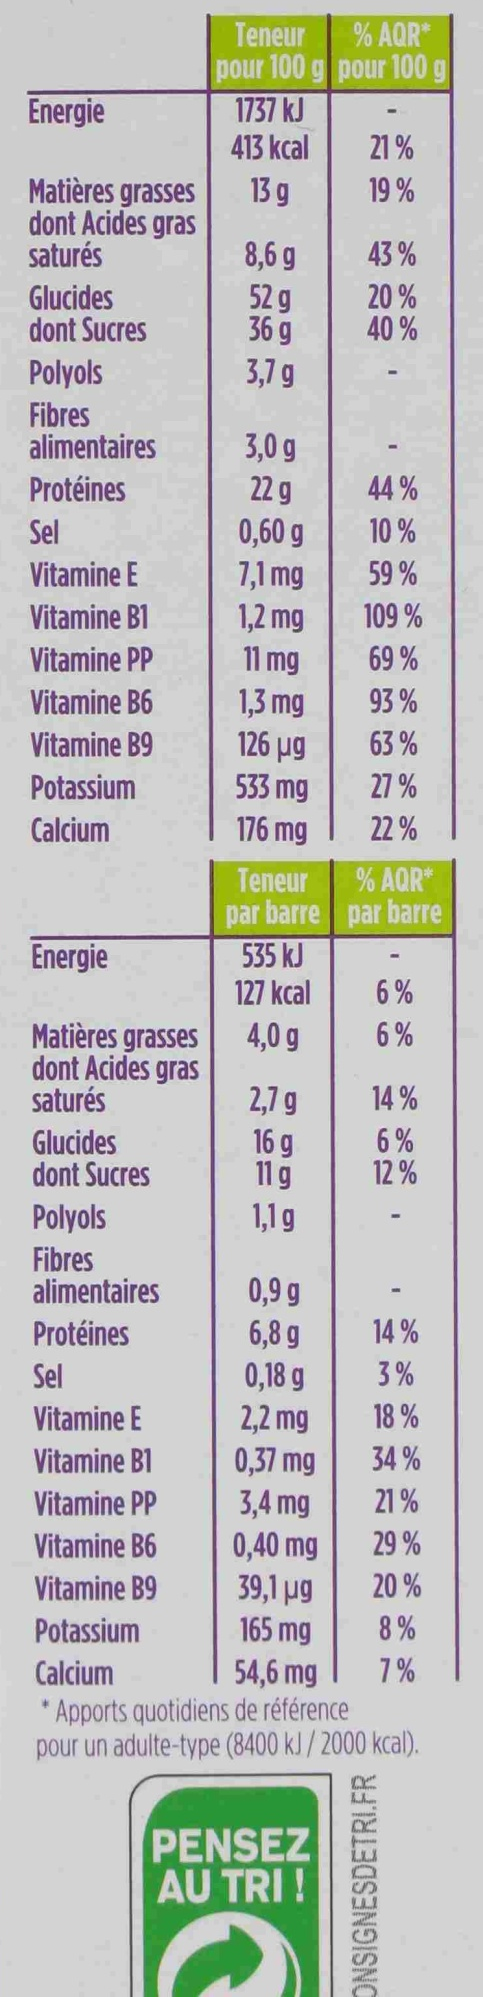 Teneur % AQR*
pour 100 g pour 100 g
Energie 1737 kJ -
413 kcal 21 %
Matières grasses 13 g 19 %
dont Acides gras
saturés 8,6 g 43 %
Glucides 52 g 20 %
dont Sucres 36 g 40 %
Polyols 3,7 g -
Fibres
alimentaires 3,0 g -
Protéines 22 g 44 %
Sel 0,60 g 10 %
Vitamine E 7,1 mg 59 %
Vitamine B1 1,2 mg 109 %
Vitamine PP 11 mg 69 %
Vitamine B6 1,3 mg 93 %
Vitamine B9 126 µg 63 %
Potassium 533 mg 27 %
Calcium 176 mg 22 %
Teneur % AQR*
par barre par barre
Energie 535 kJ -
127 kcal 6 %
Matières grasses 4,0 g 6 %
dont Acides gras
saturés 2,7 g 14 %
Glucides 16 g 6 %
dont Sucres 11 g 12 %
Polyols 1,1 g -
Fibres
alimentaires 0,9 g -
Protéines 6,8 g 14 %
Sel 0,18 g 3 %
Vitamine E 2,2 mg 18 %
Vitamine B1 0,37 mg 34 %
Vitamine PP 3,4 mg 21 %
Vitamine B6 0,40 mg 29 %
Vitamine B9 39,1 µg 20 %
Potassium 165 mg 8 %
Calcium 54,6 mg 7 %
* Apports quotidiens de référence
pour un adulte-type (8400 kJ / 2000 kcal).
PENSEZ
AU TRI !
ONSIGNESDETRI.FR